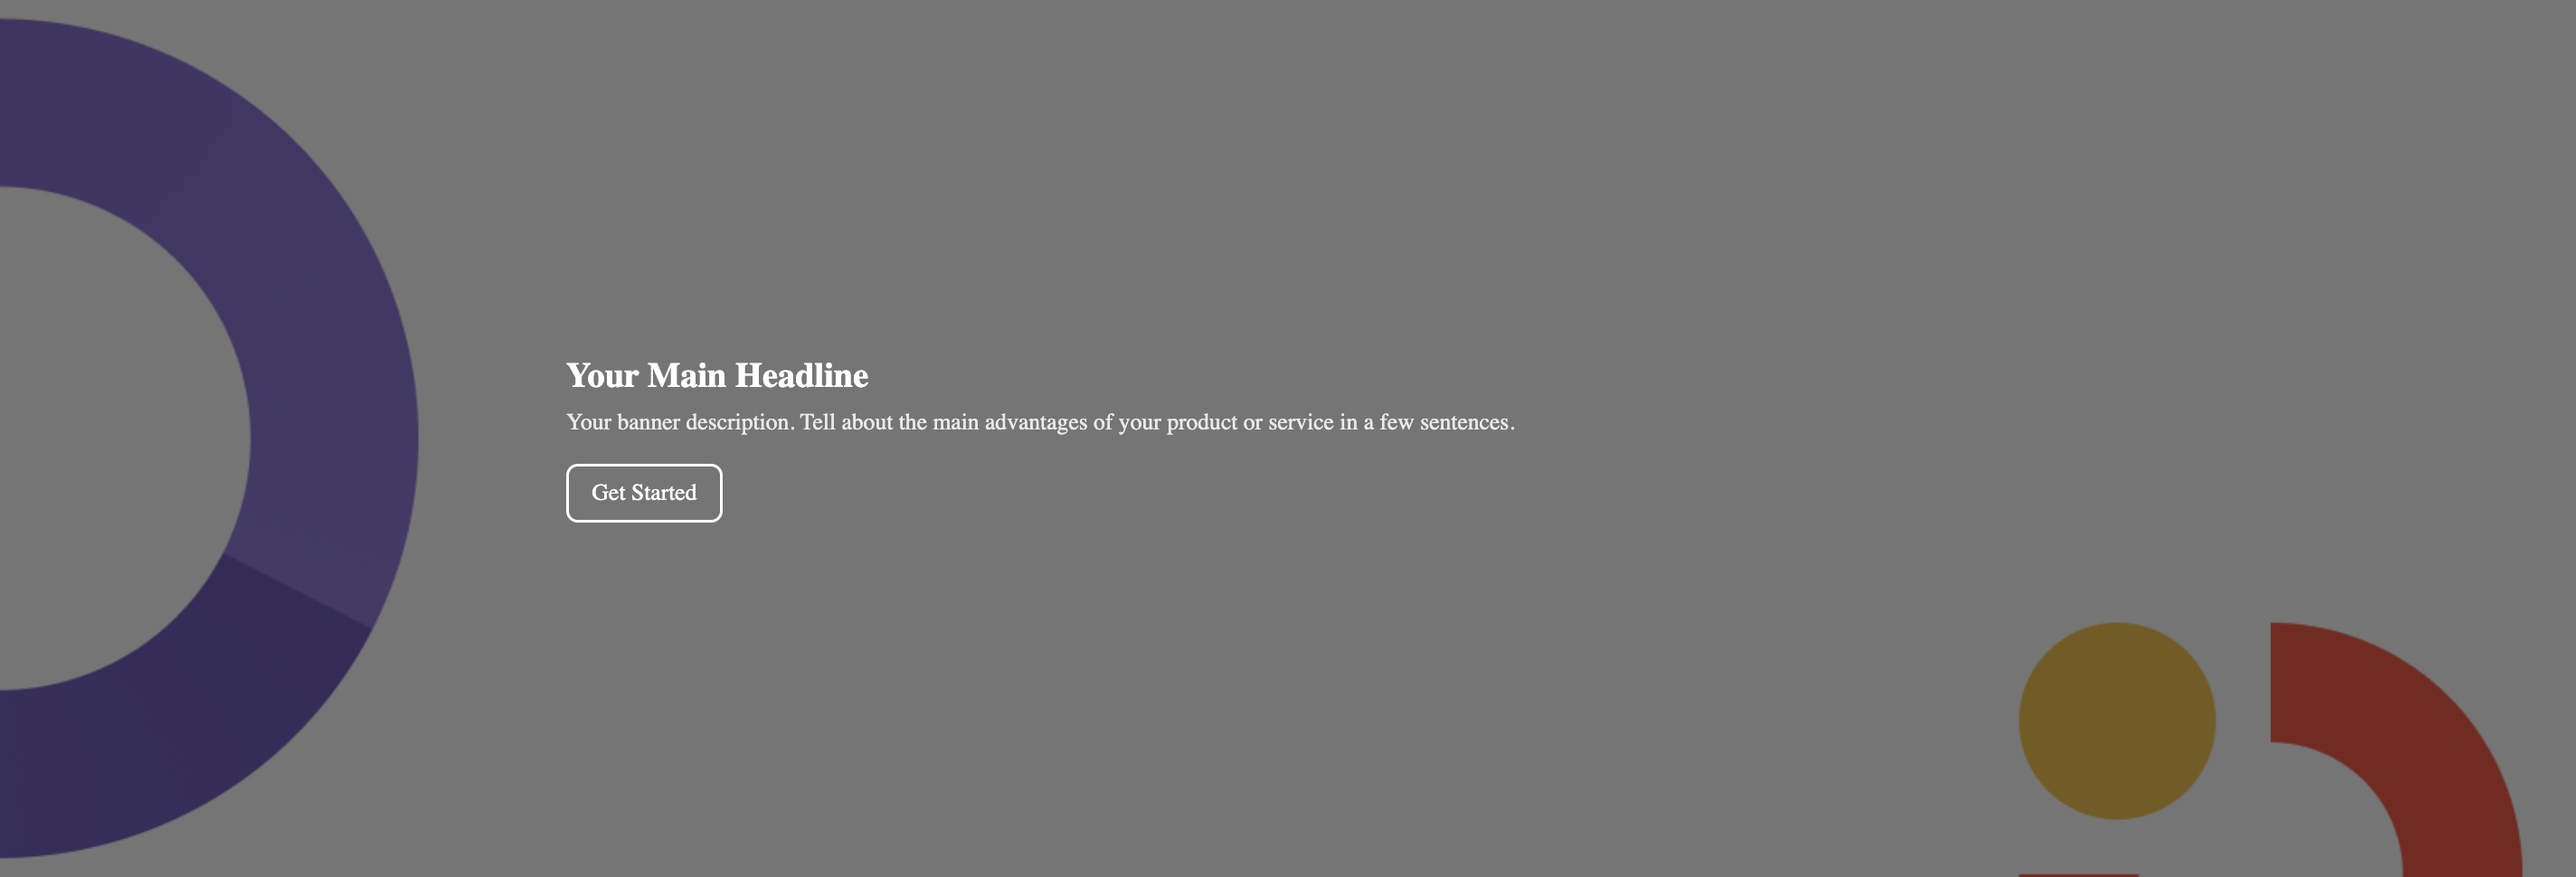 Your Main Headline
Your banner description. Tell about the main advantages of your product or service in a few sentences.
Get Started